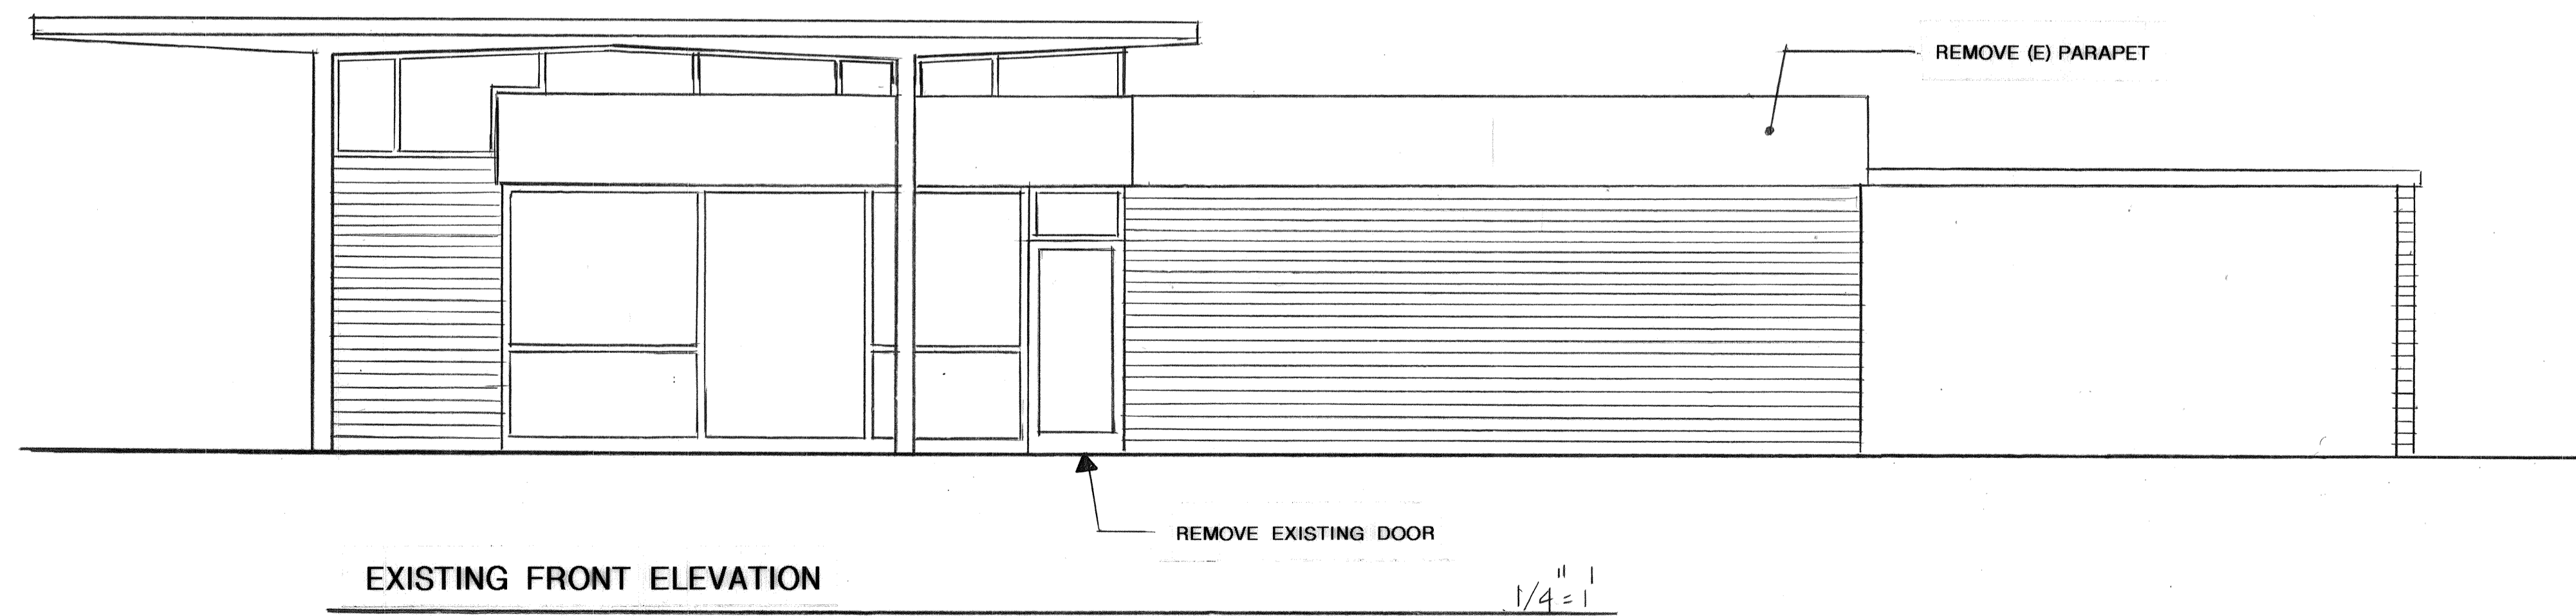 REMOVE (E) PARAPET
REMOVE EXISTING DOOR
EXISTING FRONT ELEVATION
1/4" = 1'